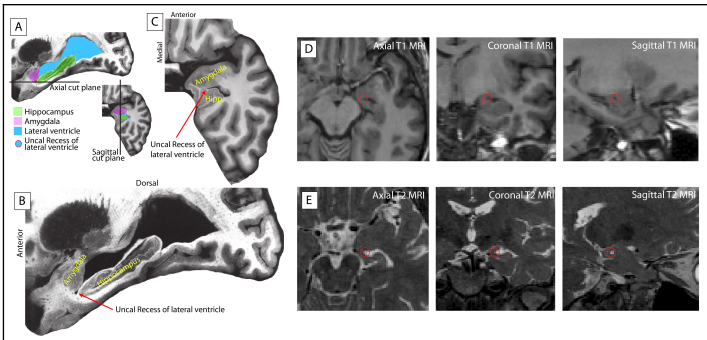 A
Axial cut plane
Hippocampus
Amygdala
Lateral ventricle
Uncal Recess of
lateral ventricle
Sagittal
cut plane
C
Anterior
Medial
Amygdala
Hipp
Uncal Recess of
lateral ventricle
B
Dorsal
Anterior
Amygdala
Hippocampus
Uncal Recess of lateral ventricle
D
Axial T1 MRI
Coronal T1 MRI
Sagittal T1 MRI
E
Axial T2 MRI
Coronal T2 MRI
Sagittal T2 MRI